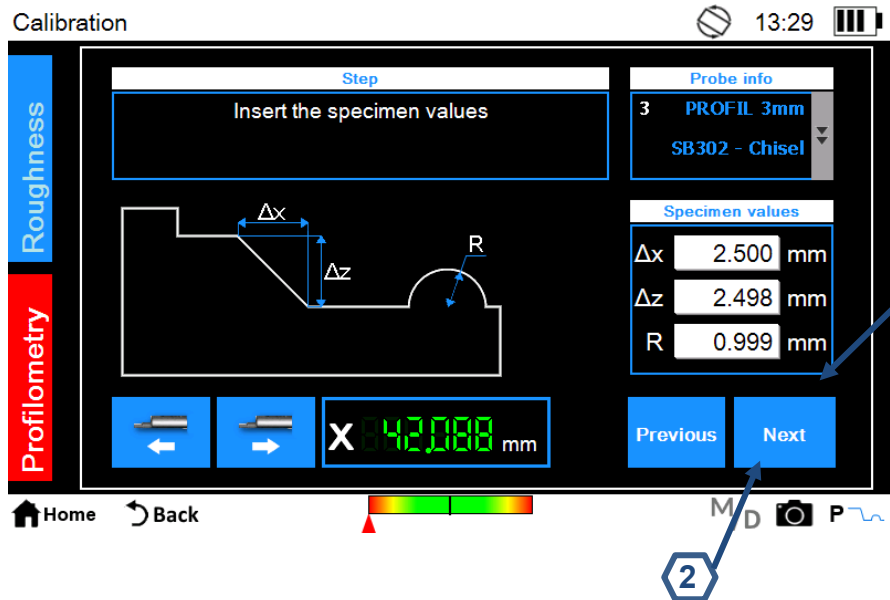 Calibration
13:29
Roughness
Profilometry
Step
Insert the specimen values
Probe info
3 PROFIL 3mm
SB302 - Chisel
Δx
Δz
R
Specimen values
Δx 2.500 mm
Δz 2.498 mm
R 0.999 mm
X 42.088 mm
Previous
Next
Home
Back
M/D
P
2